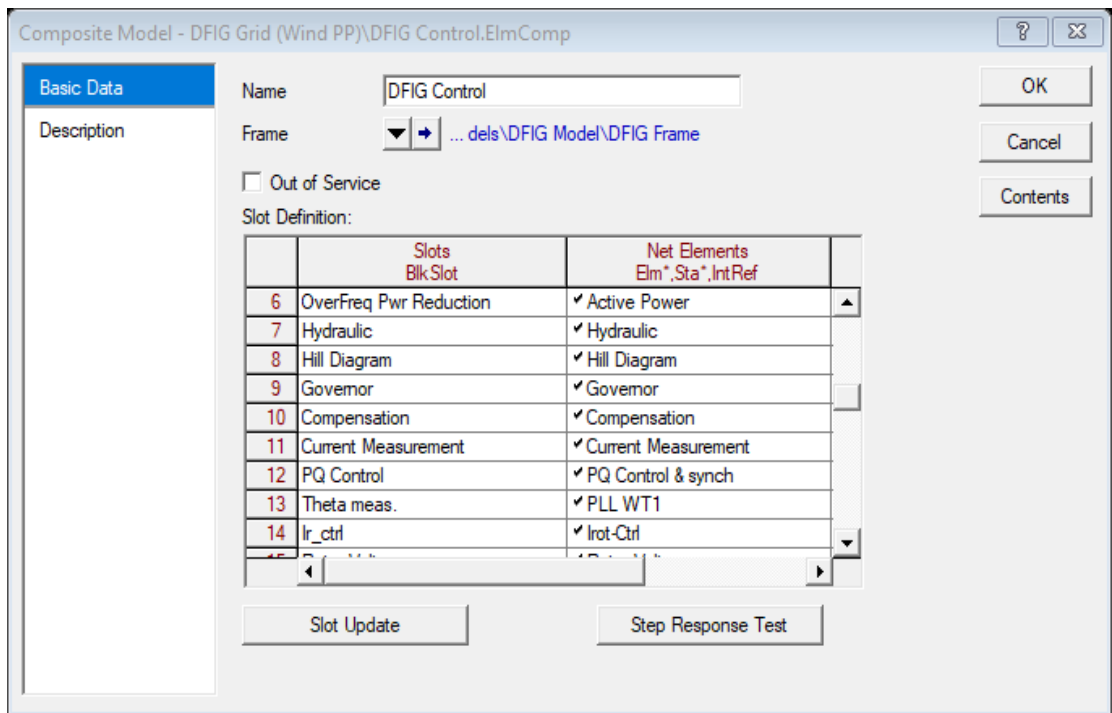 Composite Model - DFIG Grid (Wind PP)\DFIG Control.ElmComp
Basic Data
Description
Name DFIG Control
Frame ... dels\DFIG Model\DFIG Frame
Out of Service
Slot Definition:
Slots Net Elements
BlkSlot Elm*,Sta*,IntRef
6 OverFreq Pwr Reduction Active Power
7 Hydraulic Hydraulic
8 Hill Diagram Hill Diagram
9 Governor Governor
10 Compensation Compensation
11 Current Measurement Current Measurement
12 PQ Control PQ Control & synch
13 Theta meas. PLL WT1
14 Ir_ctrl Irot-Ctrl
Slot Update Step Response Test
OK
Cancel
Contents